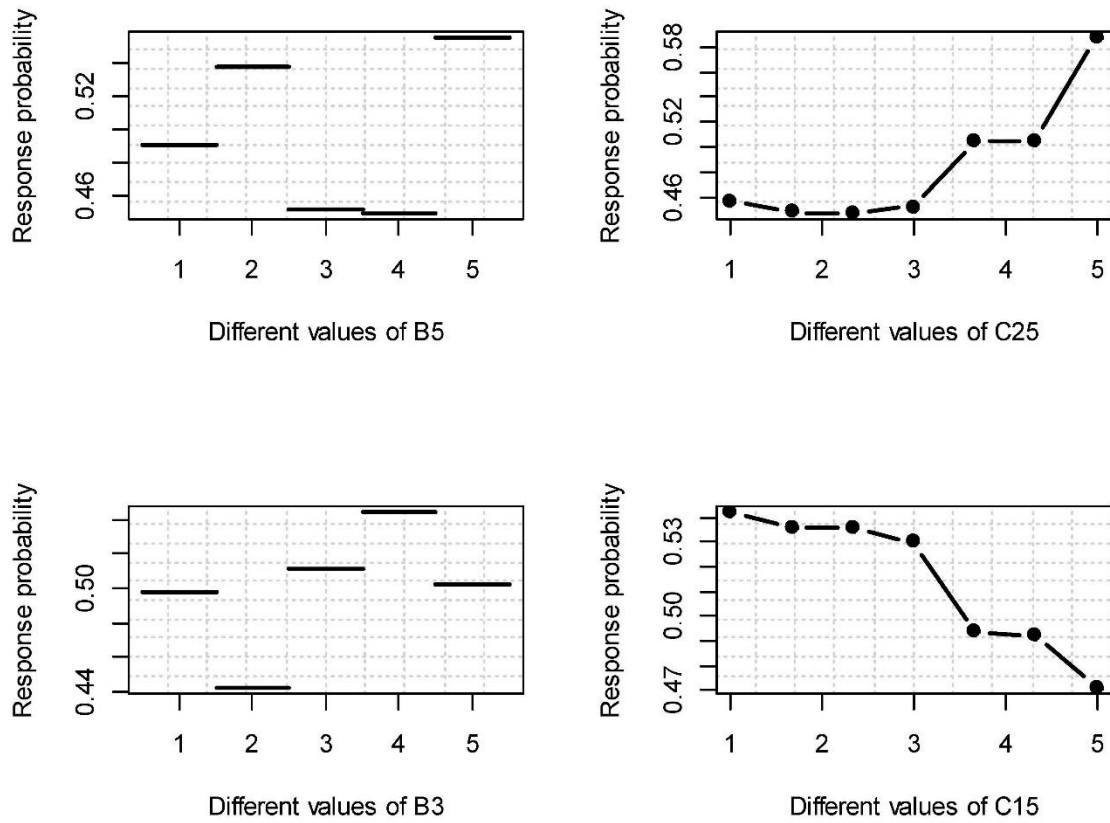 Response probability
0.52
0.46
1 2 3 4 5
Different values of B5
Response probability
0.58
0.52
0.46
1 2 3 4 5
Different values of C25
Response probability
0.50
0.44
1 2 3 4 5
Different values of B3
Response probability
0.53
0.50
0.47
1 2 3 4 5
Different values of C15